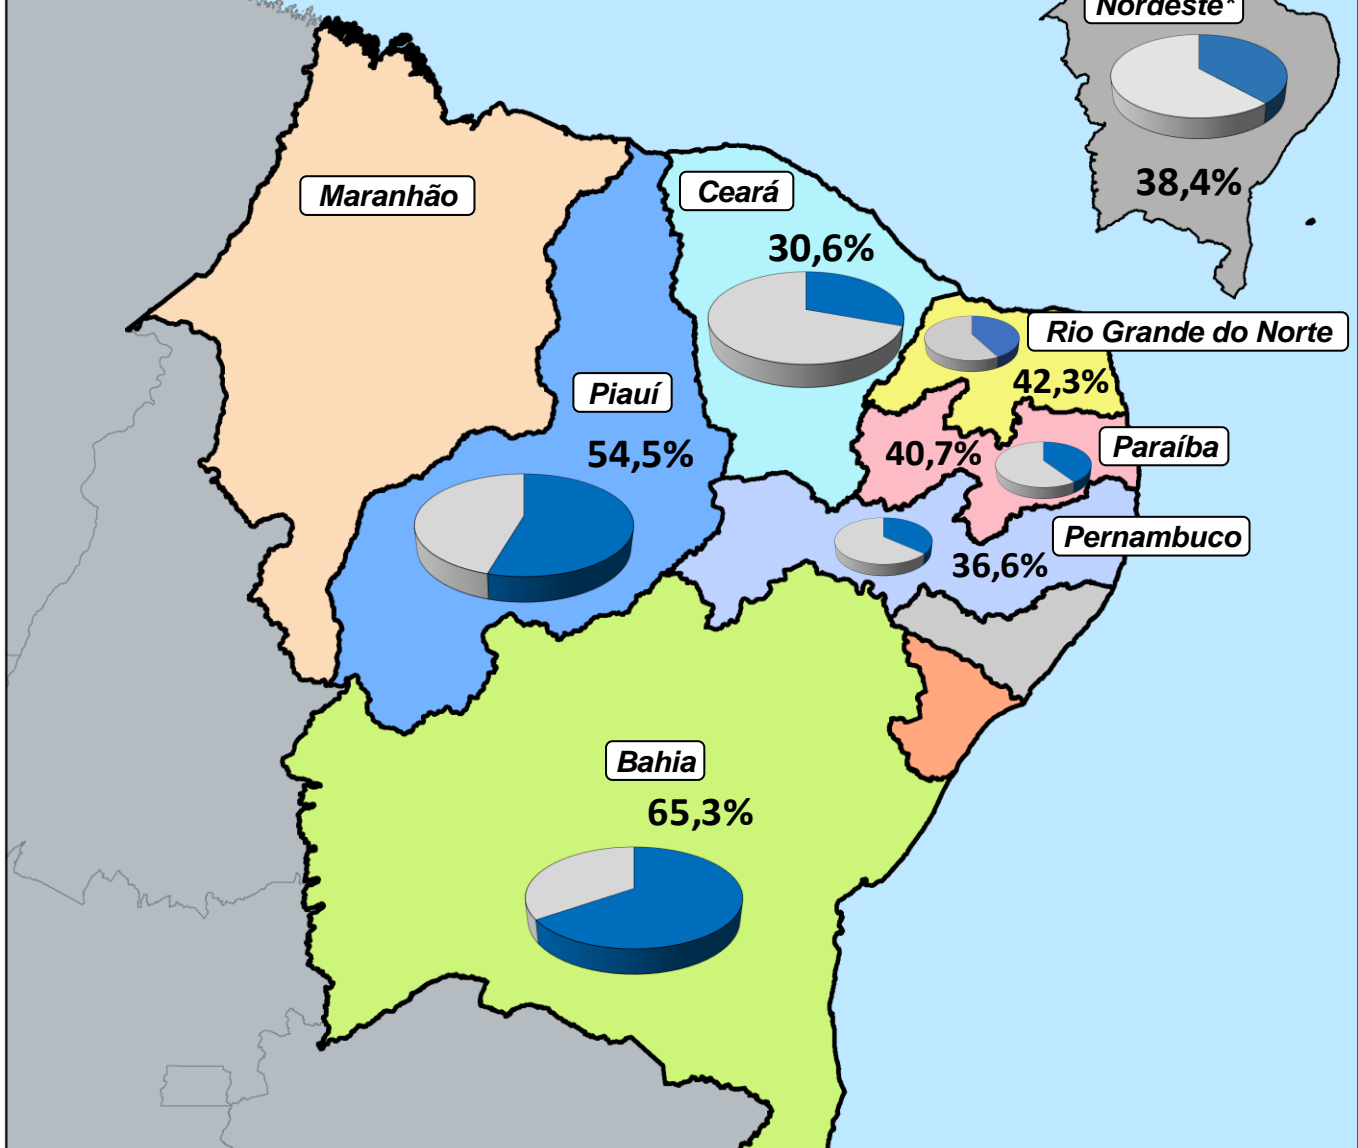 Nordeste*
38,4%
Maranhão
Ceará
30,6%
Rio Grande do Norte
42,3%
Piauí
54,5%
40,7%
Paraíba
Pernambuco
36,6%
Bahia
65,3%